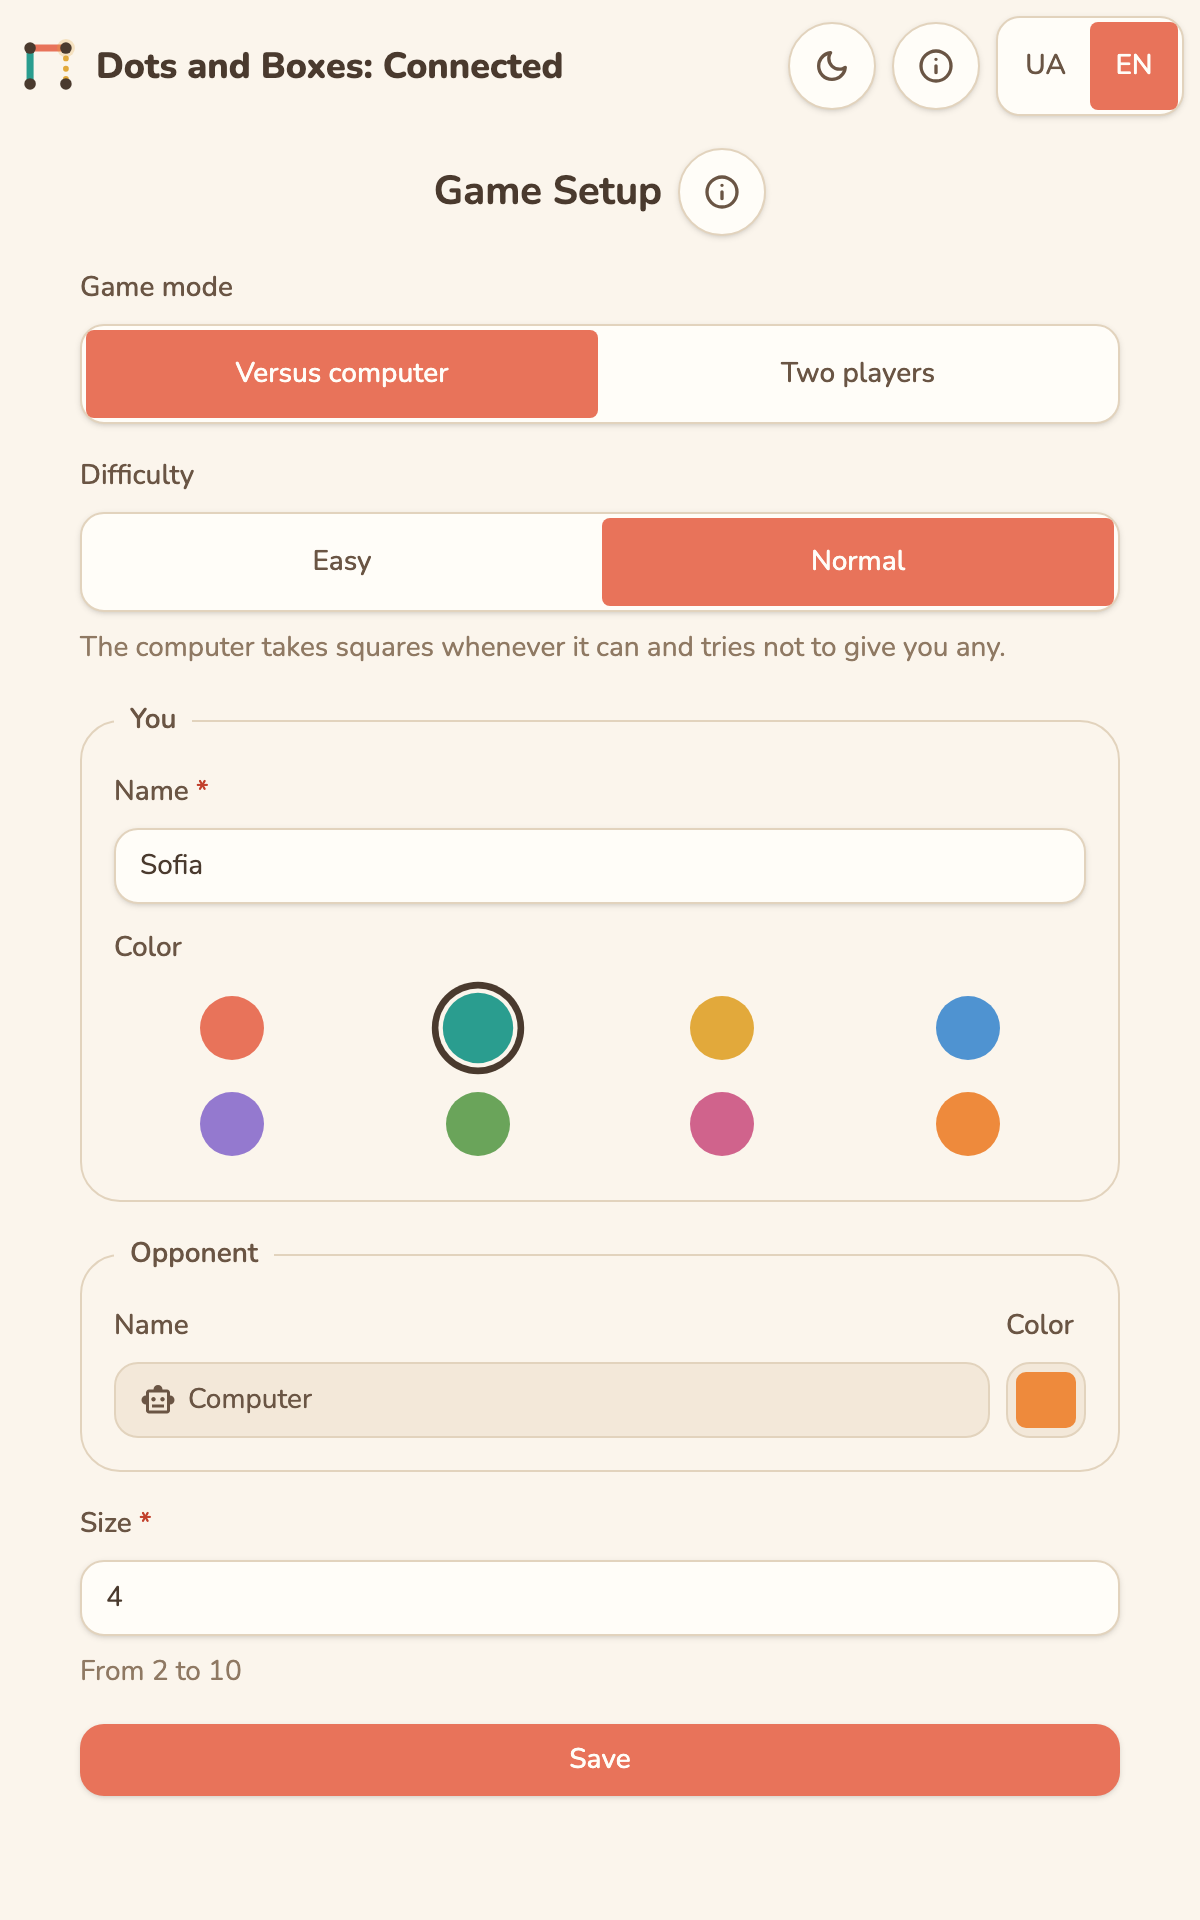 Dots and Boxes: Connected
UA EN
Game Setup
Game mode
Versus computer Two players
Difficulty
Easy Normal
The computer takes squares whenever it can and tries not to give you any.
You
Name *
Sofia
Color
Opponent
Name Color
Computer
Size *
4
From 2 to 10
Save